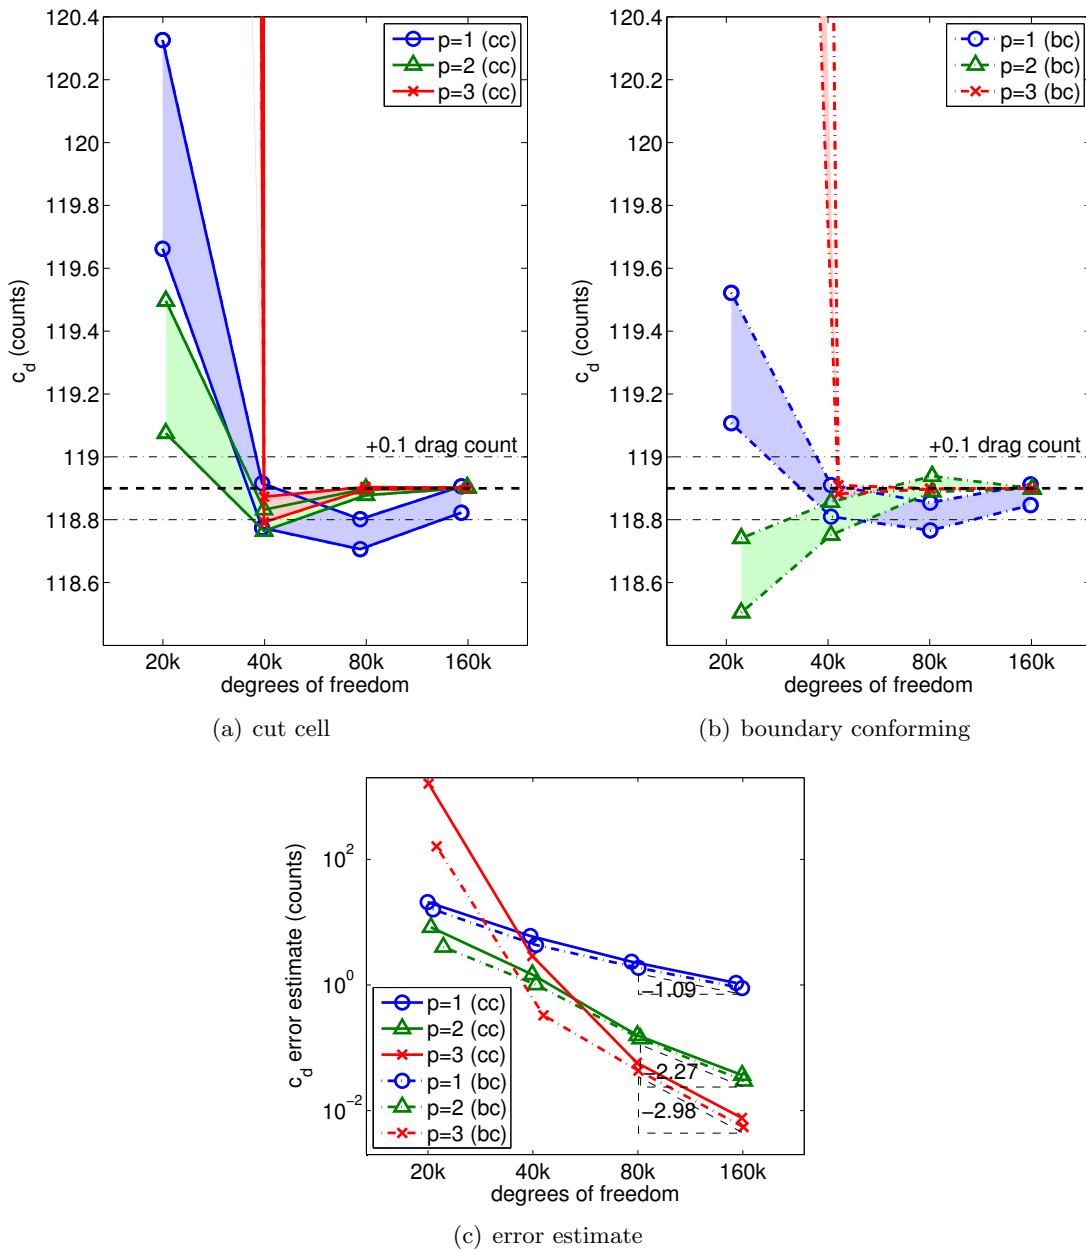 120.4
120.2
120
119.8
119.6
119.4
119.2
119
118.8
118.6
c_d (counts)
p=1 (cc)
p=2 (cc)
p=3 (cc)
+0.1 drag count
20k 40k 80k 160k
degrees of freedom
(a) cut cell
120.4
120.2
120
119.8
119.6
119.4
119.2
119
118.8
118.6
c_d (counts)
p=1 (bc)
p=2 (bc)
p=3 (bc)
+0.1 drag count
20k 40k 80k 160k
degrees of freedom
(b) boundary conforming
10^2
10^0
10^−2
c_d error estimate (counts)
p=1 (cc)
p=2 (cc)
p=3 (cc)
p=1 (bc)
p=2 (bc)
p=3 (bc)
−1.09
−2.27
−2.98
20k 40k 80k 160k
degrees of freedom
(c) error estimate